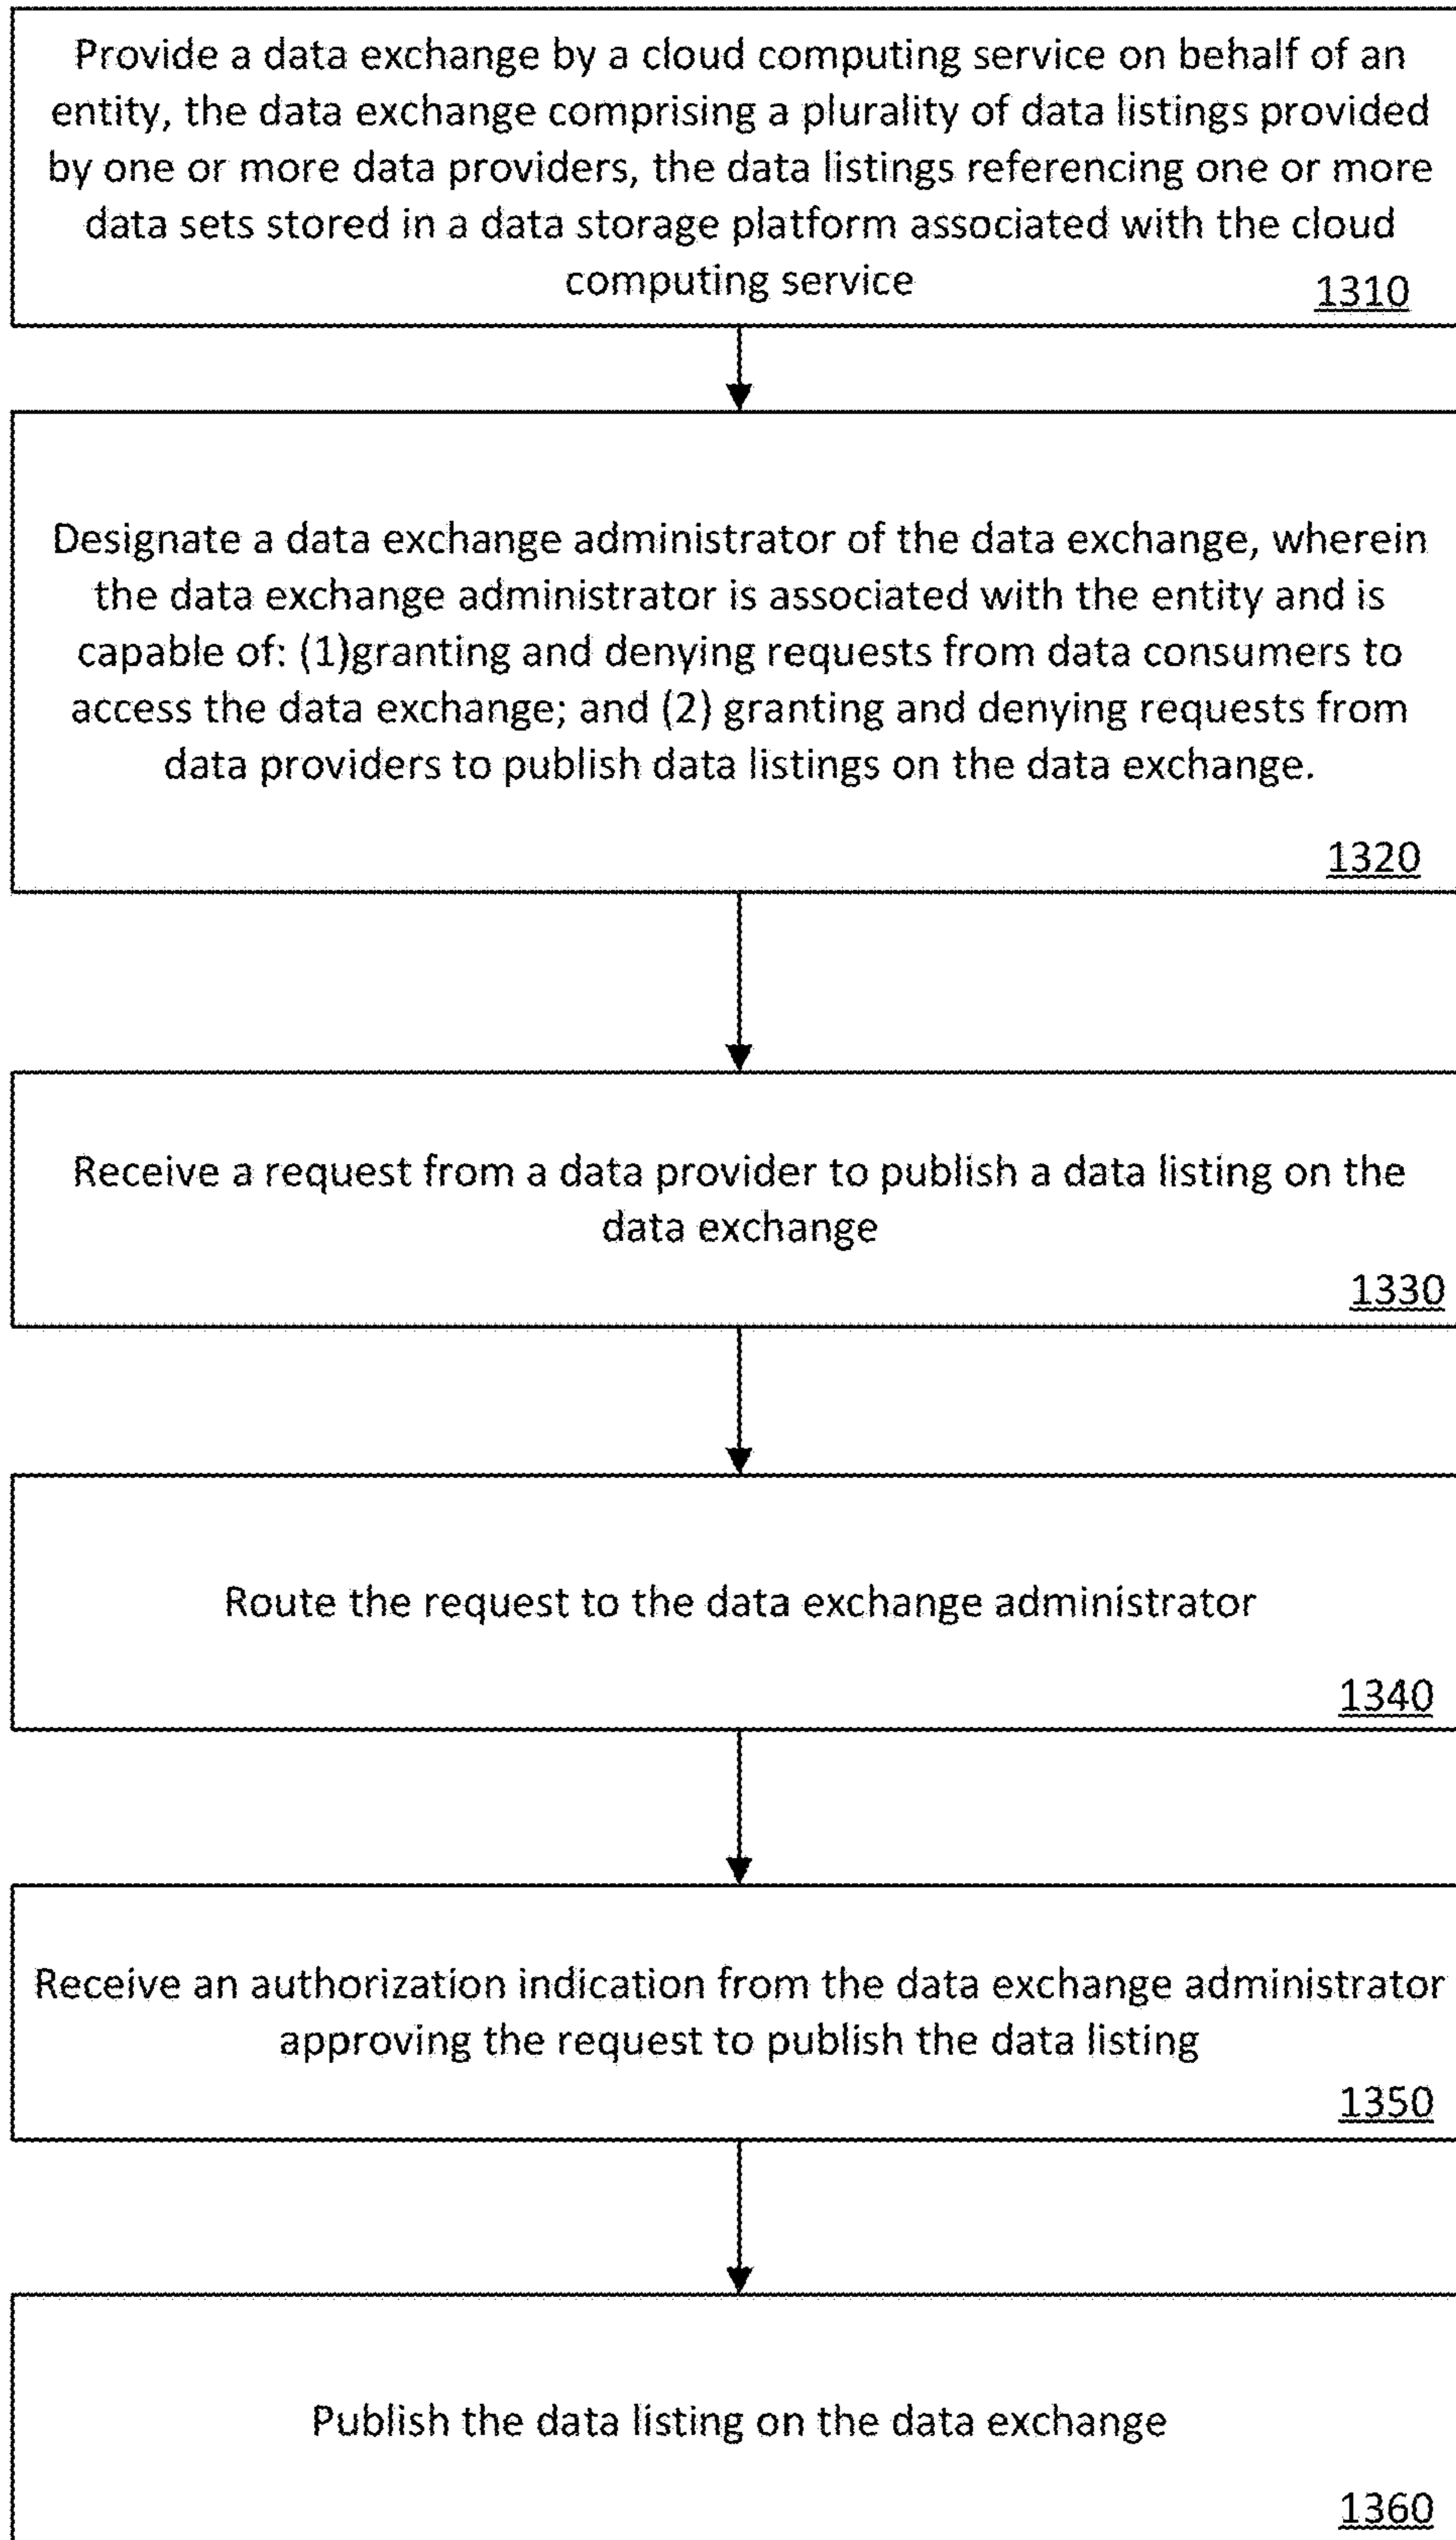 Provide a data exchange by a cloud computing service on behalf of an
entity, the data exchange comprising a plurality of data listings provided
by one or more data providers, the data listings referencing one or more
data sets stored in a data storage platform associated with the cloud
computing service
1310
Designate a data exchange administrator of the data exchange, wherein
the data exchange administrator is associated with the entity and is
capable of: (1)granting and denying requests from data consumers to
access the data exchange; and (2) granting and denying requests from
data providers to publish data listings on the data exchange.
1320
Receive a request from a data provider to publish a data listing on the
data exchange
1330
Route the request to the data exchange administrator
1340
Receive an authorization indication from the data exchange administrator
approving the request to publish the data listing
1350
Publish the data listing on the data exchange
1360